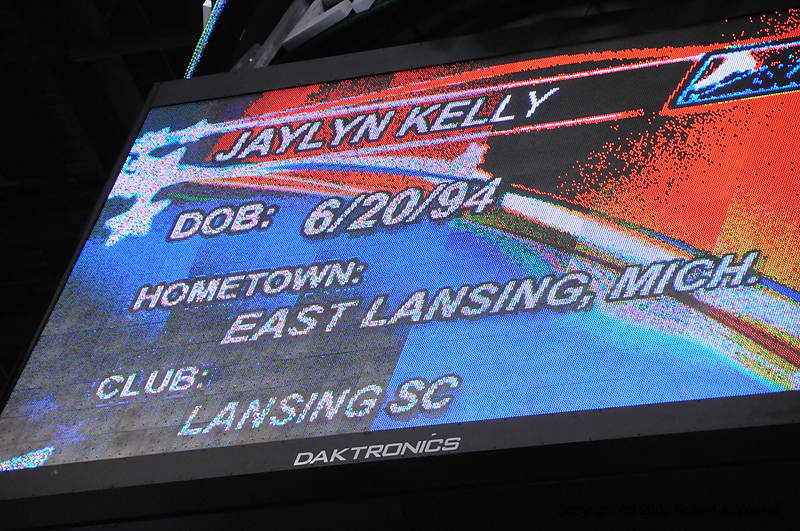 JAYLYN KELLY
DOB: 6/20/94
HOMETOWN:
EAST LANSING, MICH.
CLUB:
LANSING SC
DAKTRONICS